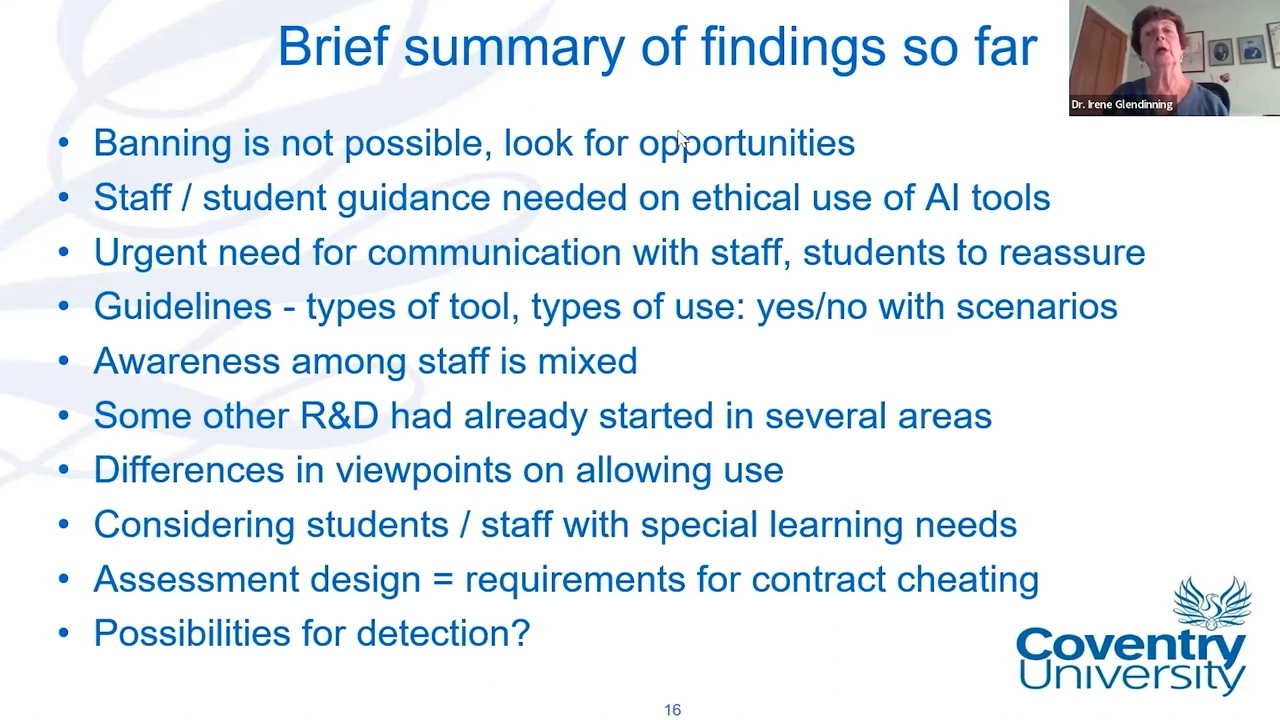 Brief summary of findings so far
Dr. Irene Glendinning
• Banning is not possible, look for opportunities
• Staff / student guidance needed on ethical use of AI tools
• Urgent need for communication with staff, students to reassure
• Guidelines - types of tool, types of use: yes/no with scenarios
• Awareness among staff is mixed
• Some other R&D had already started in several areas
• Differences in viewpoints on allowing use
• Considering students / staff with special learning needs
• Assessment design = requirements for contract cheating
• Possibilities for detection?
Coventry
University
16